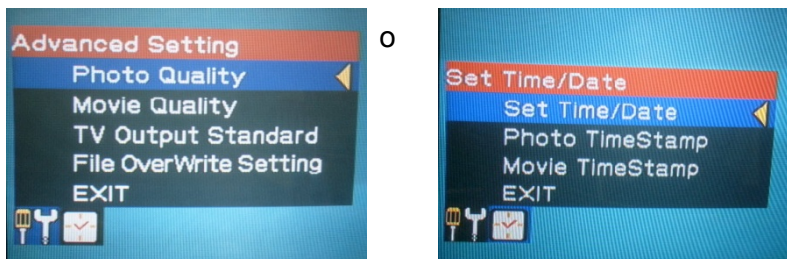 Advanced Setting
Photo Quality
Movie Quality
TV Output Standard
File OverWrite Setting
EXIT
o
Set Time/Date
Set Time/Date
Photo TimeStamp
Movie TimeStamp
EXIT